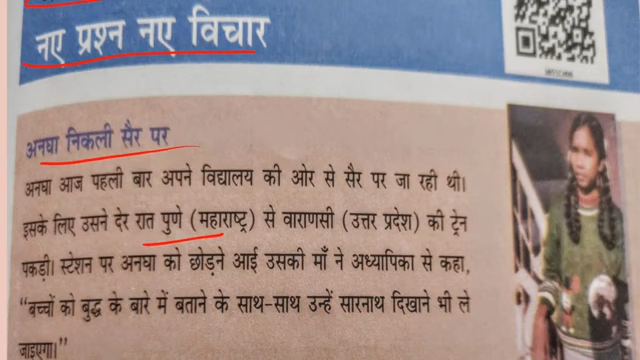 नए प्रश्न नए विचार
अनघा निकली सैर पर
अनघा आज पहली बार अपने विद्यालय की ओर से सैर पर जा रही थी।
इसके लिए उसने देर रात पुणे (महाराष्ट्र) से वाराणसी (उत्तर प्रदेश) की ट्रेन
पकड़ी। स्टेशन पर अनघा को छोड़ने आई उसकी माँ ने अध्यापिका से कहा,
“बच्चों को बुद्ध के बारे में बताने के साथ-साथ उन्हें सारनाथ दिखाने भी ले
जाइएगा।”